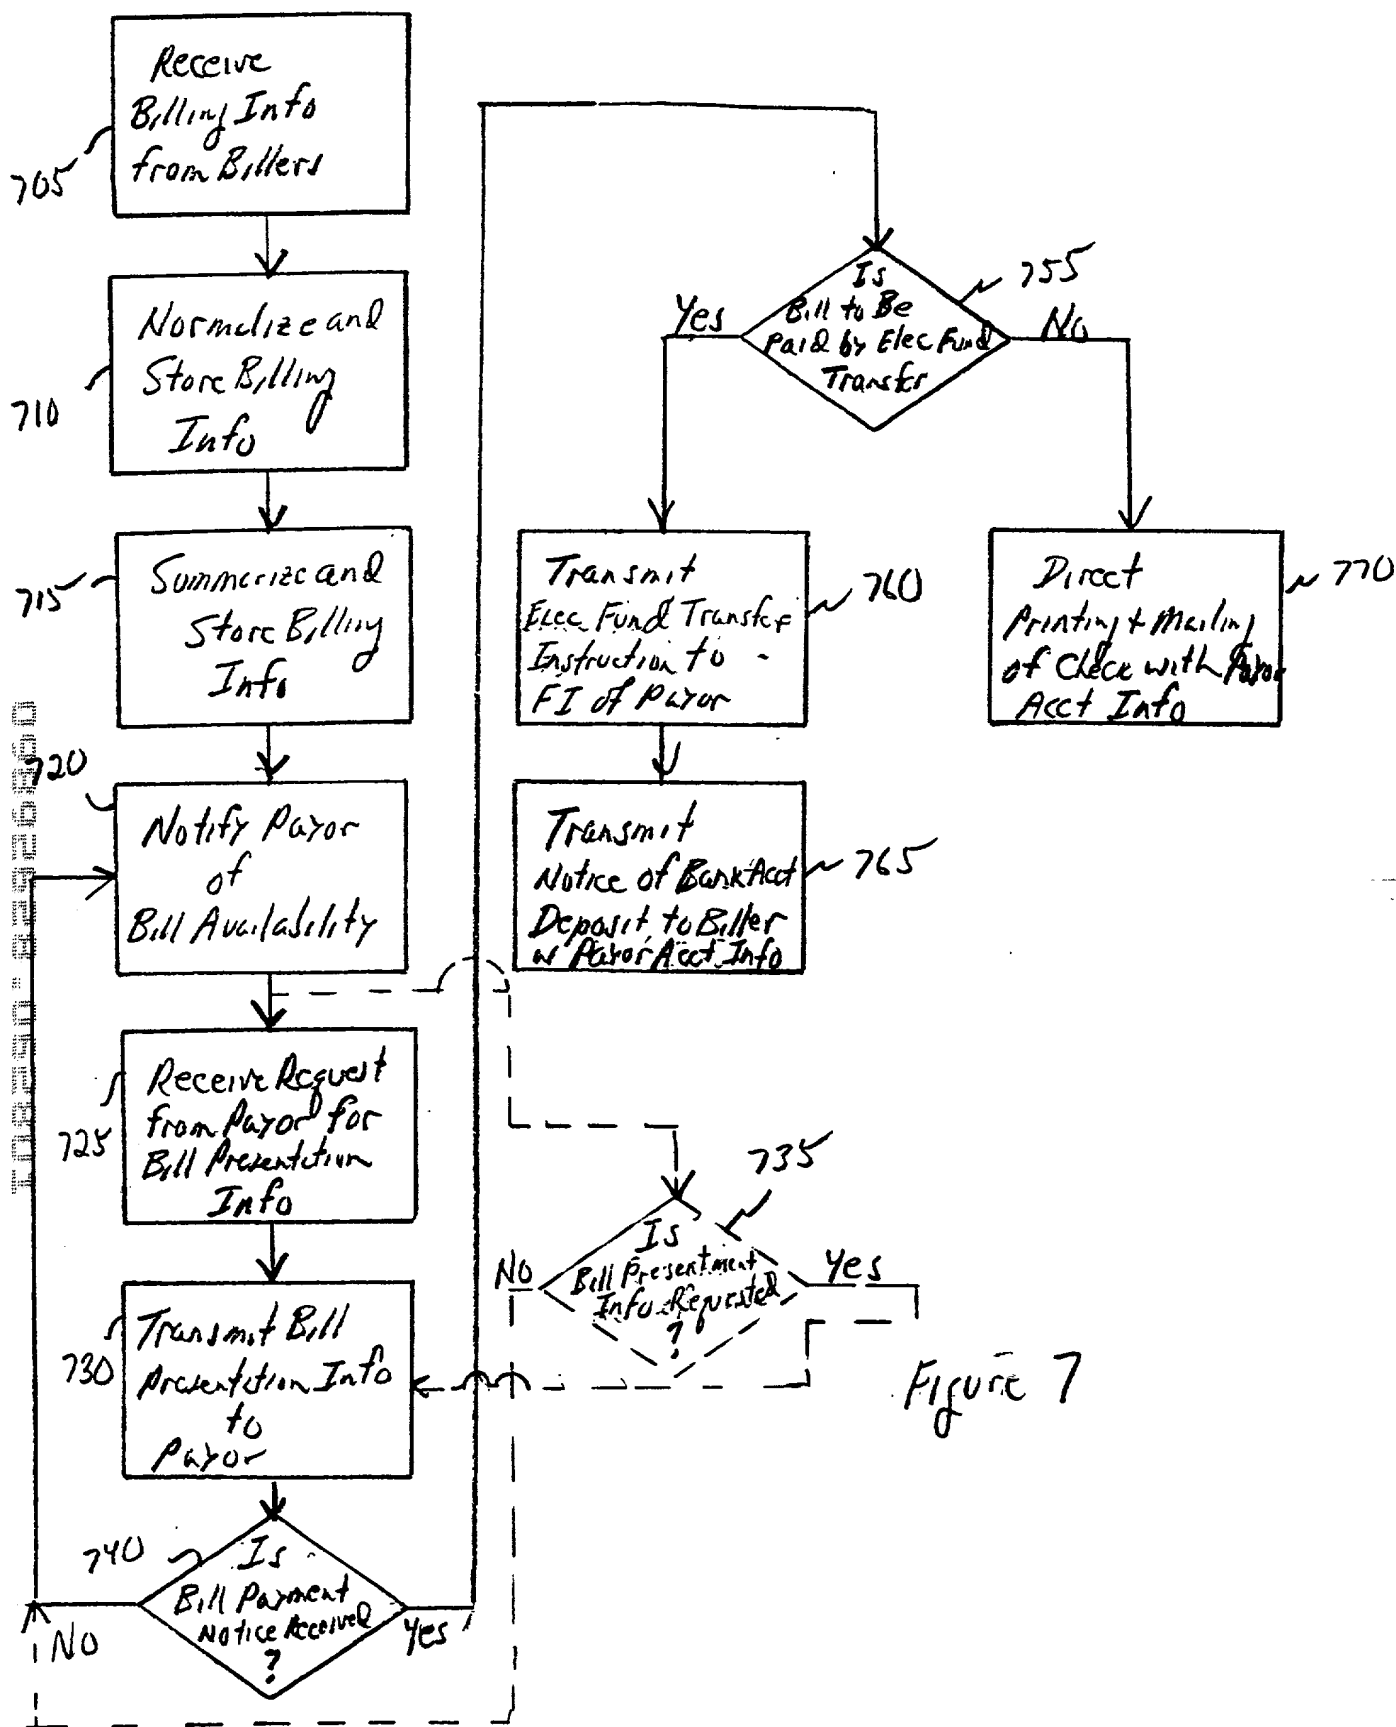 Receive
Billing Info
from Billers
705
Normalize and
Store Billing
Info
710
Summarize and
Store Billing
Info
715
720
Notify Payor
of
Bill Availability
Receive Request
from Payor for
Bill Presentation
Info
725
Transmit Bill
Presentation Info
to
Payor
730
740
Is
Bill Payment
Notice Received
?
No
Yes
Is
Bill to Be
Paid by Elec Fund
Transfer
755
Yes
No
Transmit
Elec Fund Transfer
Instruction to
FI of Payor
760
Direct
Printing + Mailing
of Check with Payor
Acct Info
770
Transmit
Notice of Bank Acct
Deposit to Biller
w Payor Acct Info
765
735
Is
Bill Presentment
Info Requested
?
No
Yes
Figure 7